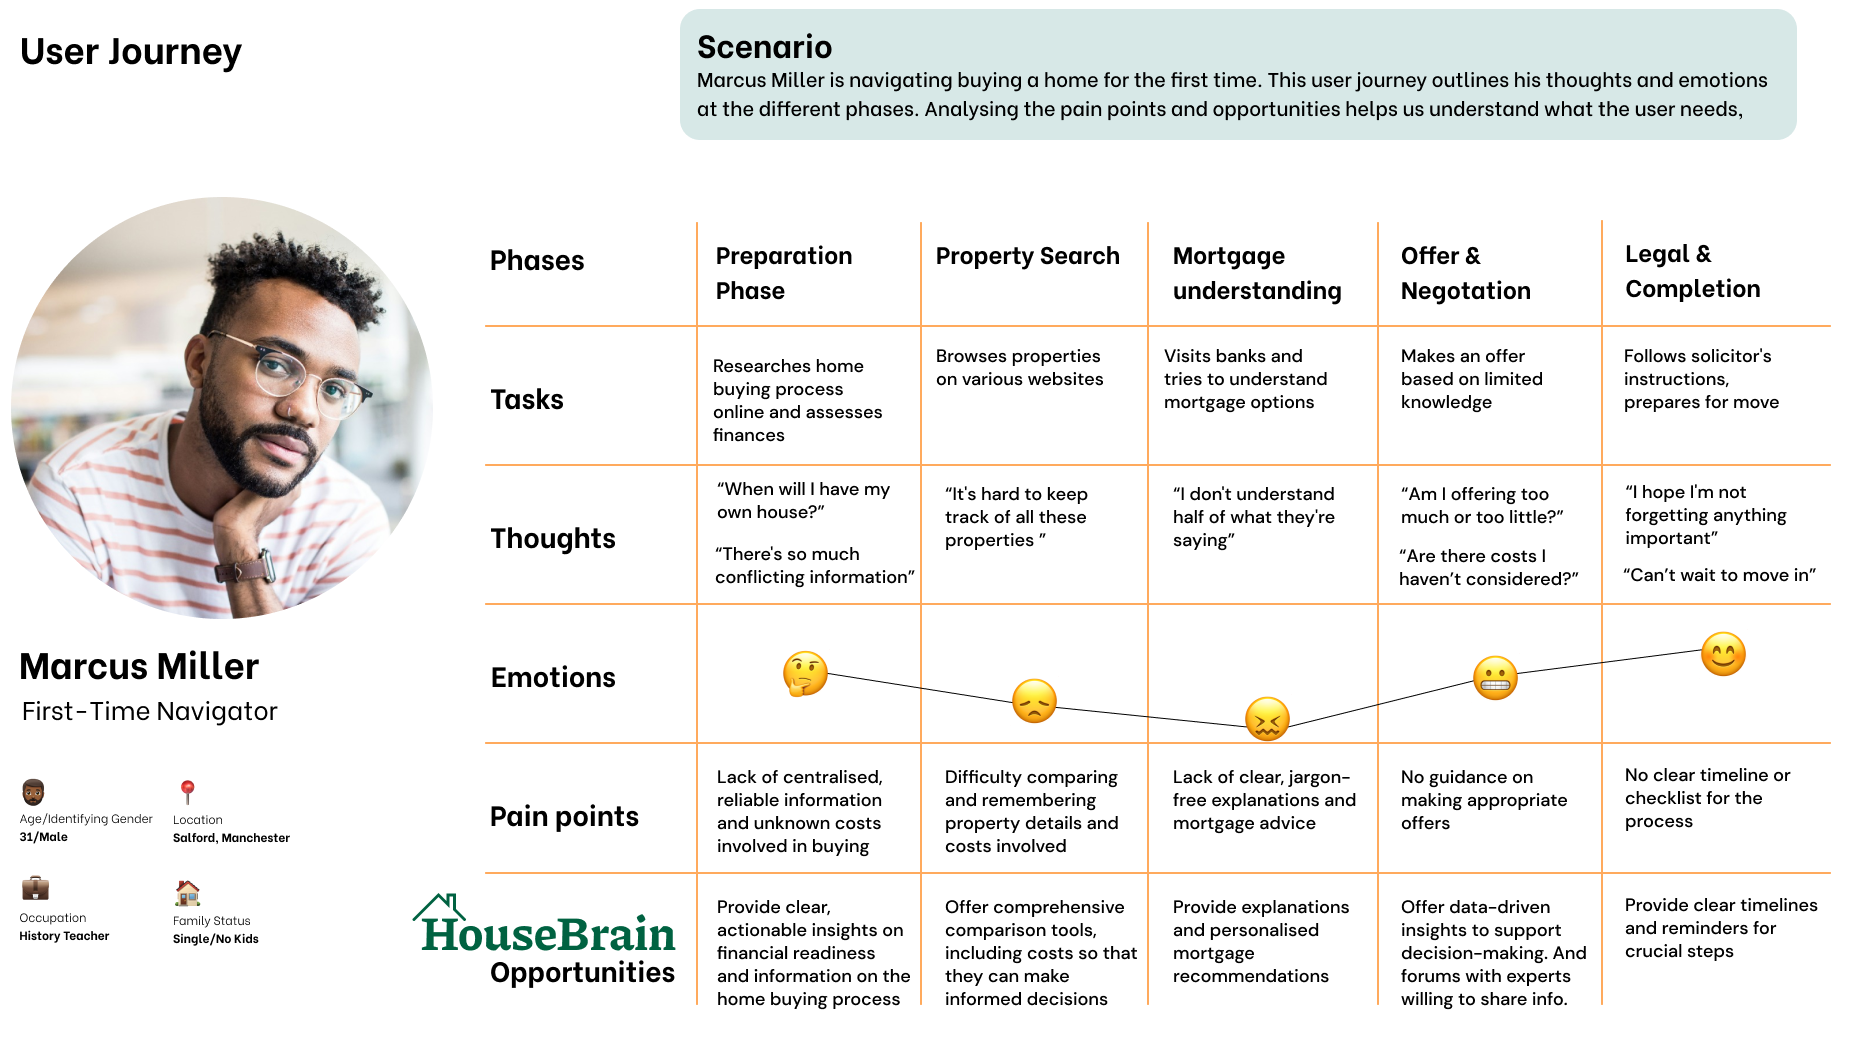 User Journey
Scenario
Marcus Miller is navigating buying a home for the first time. This user journey outlines his thoughts and emotions
at the different phases. Analysing the pain points and opportunities helps us understand what the user needs,
Marcus Miller
First-Time Navigator
Age/Identifying Gender
31/Male
Location
Salford, Manchester
Occupation
History Teacher
Family Status
Single/No Kids
Phases
Preparation
Phase
Property Search
Mortgage
understanding
Offer &
Negotation
Legal &
Completion
Tasks
Researches home
buying process
online and assesses
finances
Browses properties
on various websites
Visits banks and
tries to understand
mortgage options
Makes an offer
based on limited
knowledge
Follows solicitor's
instructions,
prepares for move
Thoughts
“When will I have my
own house?”
“There's so much
conflicting information”
“It's hard to keep
track of all these
properties ”
“I don't understand
half of what they're
saying”
“Am I offering too
much or too little?”
“Are there costs I
haven’t considered?”
“I hope I'm not
forgetting anything
important”
“Can’t wait to move in”
Emotions
Pain points
Lack of centralised,
reliable information
and unknown costs
involved in buying
Difficulty comparing
and remembering
property details and
costs involved
Lack of clear, jargon-
free explanations and
mortgage advice
No guidance on
making appropriate
offers
No clear timeline or
checklist for the
process
HouseBrain
Opportunities
Provide clear,
actionable insights on
financial readiness
and information on the
home buying process
Offer comprehensive
comparison tools,
including costs so that
they can make
informed decisions
Provide explanations
and personalised
mortgage
recommendations
Offer data-driven
insights to support
decision-making. And
forums with experts
willing to share info.
Provide clear timelines
and reminders for
crucial steps